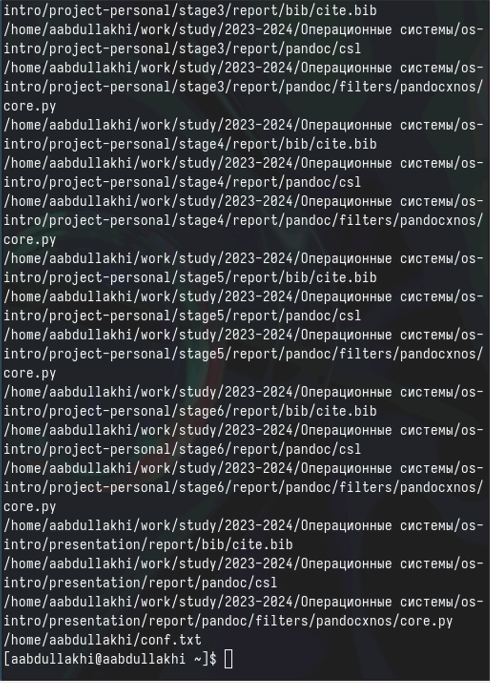 intro/project-personal/stage3/report/bib/cite.bib
/home/aabdullakhi/work/study/2023-2024/Операционные системы/os-
intro/project-personal/stage3/report/pandoc/csl
/home/aabdullakhi/work/study/2023-2024/Операционные системы/os-
intro/project-personal/stage3/report/pandoc/filters/pandocxnos/
core.py
/home/aabdullakhi/work/study/2023-2024/Операционные системы/os-
intro/project-personal/stage4/report/bib/cite.bib
/home/aabdullakhi/work/study/2023-2024/Операционные системы/os-
intro/project-personal/stage4/report/pandoc/csl
/home/aabdullakhi/work/study/2023-2024/Операционные системы/os-
intro/project-personal/stage4/report/pandoc/filters/pandocxnos/
core.py
/home/aabdullakhi/work/study/2023-2024/Операционные системы/os-
intro/project-personal/stage5/report/bib/cite.bib
/home/aabdullakhi/work/study/2023-2024/Операционные системы/os-
intro/project-personal/stage5/report/pandoc/csl
/home/aabdullakhi/work/study/2023-2024/Операционные системы/os-
intro/project-personal/stage5/report/pandoc/filters/pandocxnos/
core.py
/home/aabdullakhi/work/study/2023-2024/Операционные системы/os-
intro/project-personal/stage6/report/bib/cite.bib
/home/aabdullakhi/work/study/2023-2024/Операционные системы/os-
intro/project-personal/stage6/report/pandoc/csl
/home/aabdullakhi/work/study/2023-2024/Операционные системы/os-
intro/project-personal/stage6/report/pandoc/filters/pandocxnos/
core.py
/home/aabdullakhi/work/study/2023-2024/Операционные системы/os-
intro/presentation/report/bib/cite.bib
/home/aabdullakhi/work/study/2023-2024/Операционные системы/os-
intro/presentation/report/pandoc/csl
/home/aabdullakhi/work/study/2023-2024/Операционные системы/os-
intro/presentation/report/pandoc/filters/pandocxnos/core.py
/home/aabdullakhi/conf.txt
[aabdullakhi@aabdullakhi ~]$